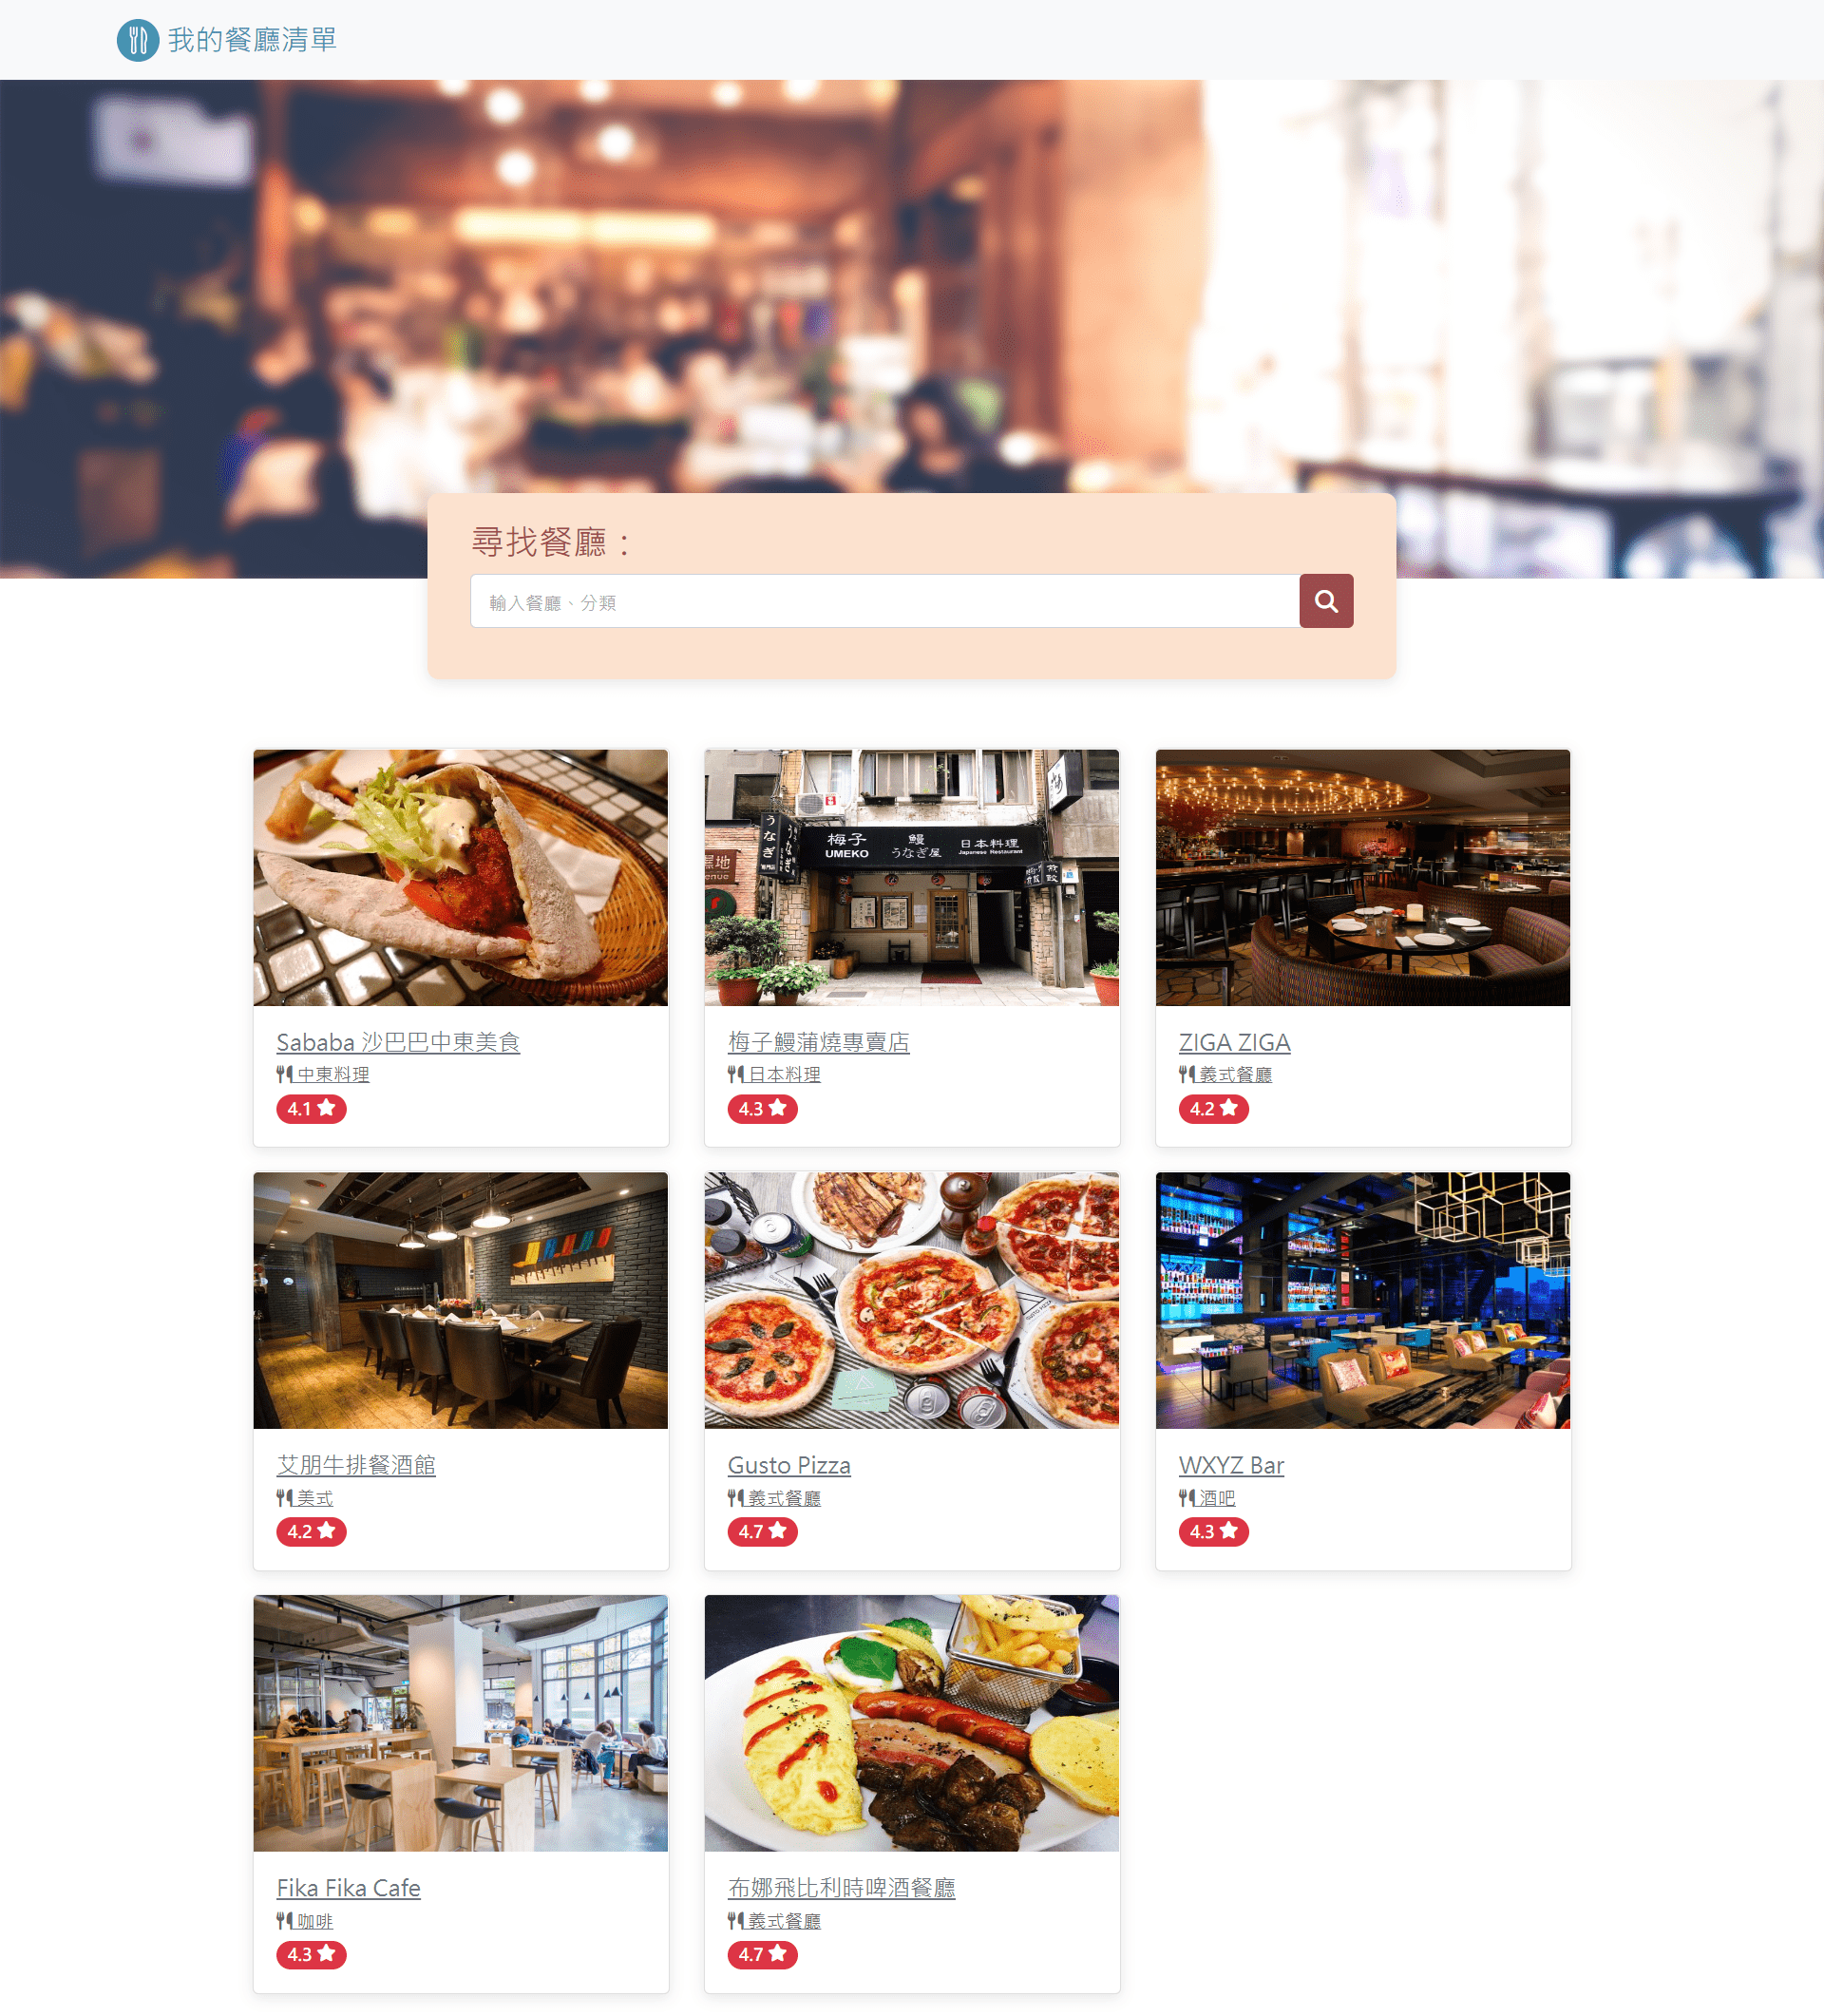 我的餐廳清單
尋找餐廳：
輸入餐廳、分類
うなぎ
梅子
UMEKO
鰻
うなぎ屋
日本料理
Japanese Restaurant
Sababa 沙巴巴中東美食
中東料理
4.1
梅子鰻蒲燒專賣店
日本料理
4.3
ZIGA ZIGA
義式餐廳
4.2
WXYZ
艾朋牛排餐酒館
美式
4.2
Gusto Pizza
義式餐廳
4.7
WXYZ Bar
酒吧
4.3
Fika Fika Cafe
咖啡
4.3
布娜飛比利時啤酒餐廳
義式餐廳
4.7